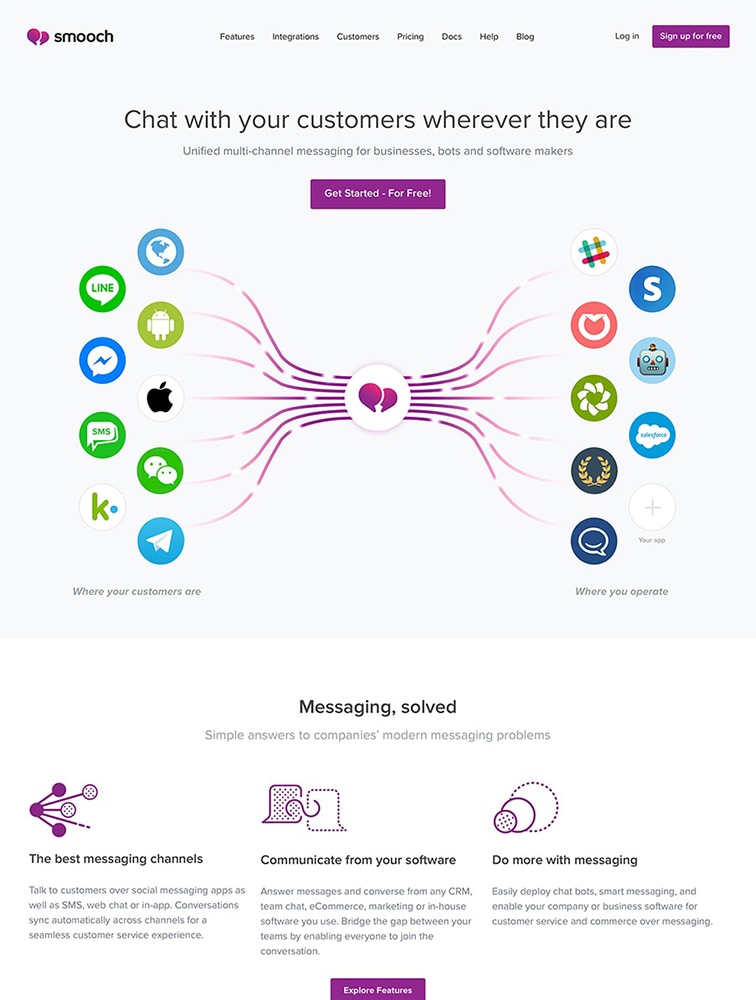 smooch
Features
Integrations
Customers
Pricing
Docs
Help
Blog
Log in
Sign up for free
Chat with your customers wherever they are
Unified multi-channel messaging for businesses, bots and software makers
Get Started - For Free!
LINE
S
SMS
salesforce
k
Your app
Where your customers are
Where you operate
Messaging, solved
Simple answers to companies’ modern messaging problems
The best messaging channels
Talk to customers over social messaging apps as
well as SMS, web chat or in-app. Conversations
sync automatically across channels for a
seamless customer service experience.
Communicate from your software
Answer messages and converse from any CRM,
team chat, eCommerce, marketing or in-house
software you use. Bridge the gap between your
teams by enabling everyone to join the
conversation.
Do more with messaging
Easily deploy chat bots, smart messaging, and
enable your company or business software for
customer service and commerce over messaging.
Explore Features